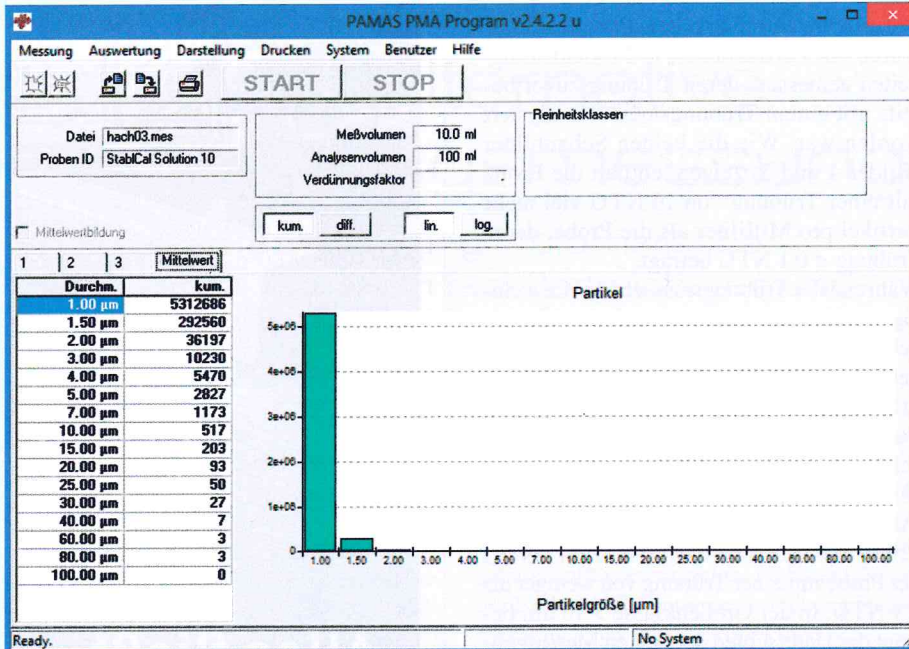 PAMAS PMA Program v2.4.2.2 u
Messung Auswertung Darstellung Drucken System Benutzer Hilfe
START STOP
Datei hach03.mes
Proben ID StablCal Solution 10
Meßvolumen 10.0 ml
Analysenvolumen 100 ml
Verdünnungsfaktor
Reinheitsklassen
kum. diff. lin. log.
Mittelwertbildung
1 2 3 Mittelwert
Durchm. kum.
1.00 µm 5312686
1.50 µm 292560
2.00 µm 36197
3.00 µm 10230
4.00 µm 5470
5.00 µm 2827
7.00 µm 1173
10.00 µm 517
15.00 µm 203
20.00 µm 93
25.00 µm 50
30.00 µm 27
40.00 µm 7
60.00 µm 3
80.00 µm 3
100.00 µm 0
Partikel
5e+06
4e+06
3e+06
2e+06
1e+06
0
1.00 1.50 2.00 3.00 4.00 5.00 7.00 10.00 15.00 20.00 25.00 30.00 40.00 60.00 80.00 100.00
Partikelgröße [µm]
Ready. No System